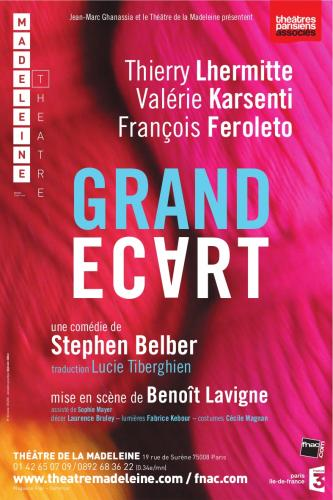 Jean-Marc Ghanassia et le Théâtre de la Madeleine présentent
théâtres
parisiens
associés
MADELEINE
THEATRE
Thierry Lhermitte
Valérie Karsenti
François Feroleto
GRAND
ECART
une comédie de
Stephen Belber
traduction Lucie Tiberghien
mise en scène de Benoît Lavigne
assisté de Sophie Mayer
décor Laurence Bruley – lumières Fabrice Kebour – costumes Cécile Magnan
THÉÂTRE DE LA MADELEINE 19 rue de Surène 75008 Paris
01 42 65 07 09/0892 68 36 22 (0.34e/mn)
www.theatremadeleine.com / fnac.com
fnac.com
paris
île-de-france
3